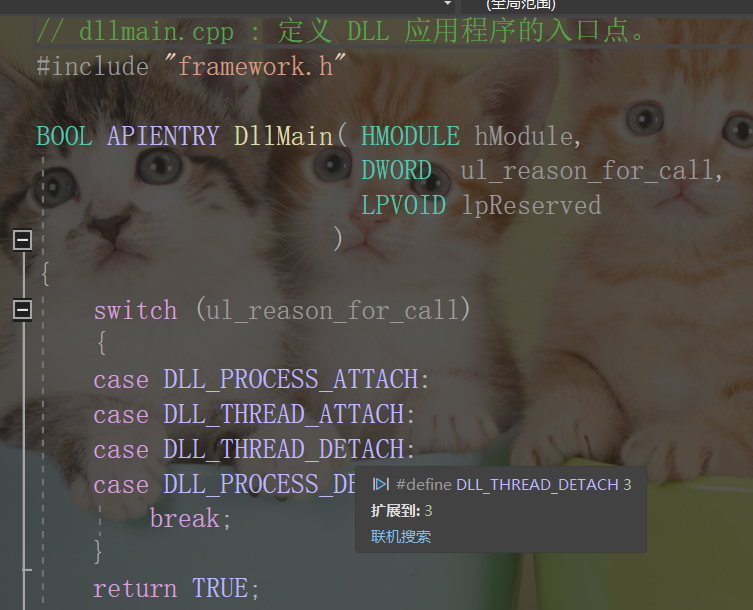 (全局范围)
// dllmain.cpp : 定义 DLL 应用程序的入口点。
#include "framework.h"
BOOL APIENTRY DllMain( HMODULE hModule,
DWORD ul_reason_for_call,
LPVOID lpReserved
)
{
switch (ul_reason_for_call)
{
case DLL_PROCESS_ATTACH:
case DLL_THREAD_ATTACH:
case DLL_THREAD_DETACH:
case DLL_PROCESS_DE
#define DLL_THREAD_DETACH 3
扩展到: 3
联机搜索
break;
}
return TRUE;